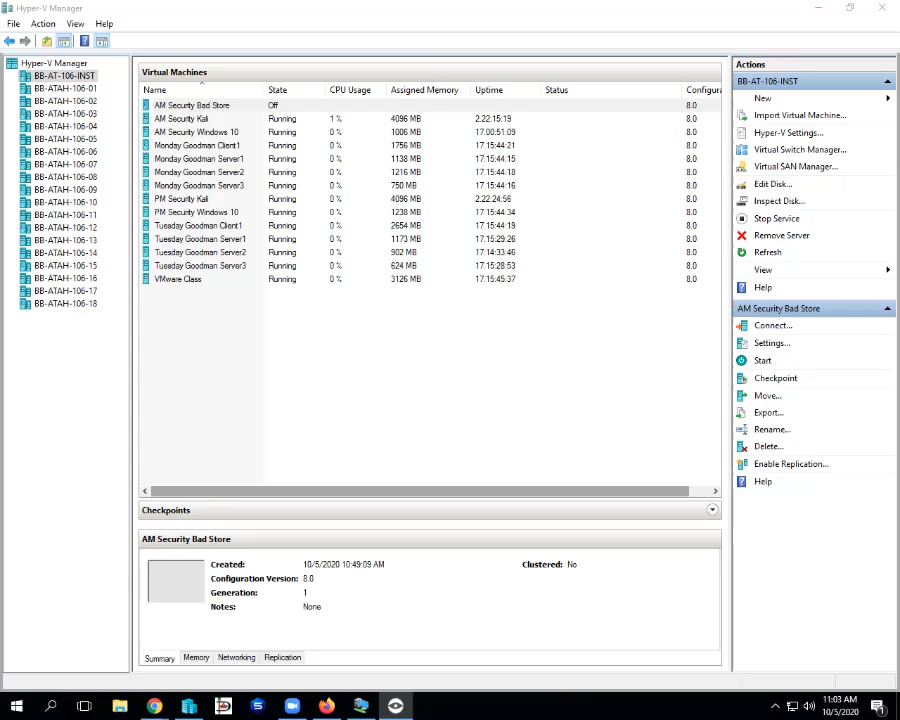 Hyper-V Manager
File Action View Help
Hyper-V Manager
BB-AT-106-INST
BB-ATAH-106-01
BB-ATAH-106-02
BB-ATAH-106-03
BB-ATAH-106-04
BB-ATAH-106-05
BB-ATAH-106-06
BB-ATAH-106-07
BB-ATAH-106-08
BB-ATAH-106-09
BB-ATAH-106-10
BB-ATAH-106-11
BB-ATAH-106-12
BB-ATAH-106-13
BB-ATAH-106-14
BB-ATAH-106-15
BB-ATAH-106-16
BB-ATAH-106-17
BB-ATAH-106-18
Virtual Machines
Name State CPU Usage Assigned Memory Uptime Status Configura
AM Security Bad Store Off 8.0
AM Security Kali Running 1 % 4096 MB 2.22:15:19 8.0
AM Security Windows 10 Running 0 % 1006 MB 17.00:51:09 8.0
Monday Goodman Client1 Running 0 % 1756 MB 17.15:44:21 8.0
Monday Goodman Server1 Running 0 % 1138 MB 17.15:44:15 8.0
Monday Goodman Server2 Running 0 % 1216 MB 17.15:44:18 8.0
Monday Goodman Server3 Running 0 % 750 MB 17.15:44:16 8.0
PM Security Kali Running 0 % 4096 MB 2.22:24:56 8.0
PM Security Windows 10 Running 0 % 1238 MB 17.15:44:34 8.0
Tuesday Goodman Client1 Running 0 % 2654 MB 17.15:44:19 8.0
Tuesday Goodman Server1 Running 0 % 1173 MB 17.15:29:26 8.0
Tuesday Goodman Server2 Running 0 % 902 MB 17.14:33:46 8.0
Tuesday Goodman Server3 Running 0 % 624 MB 17.15:28:53 8.0
VMware Class Running 0 % 3126 MB 17.15:45:37 8.0
Checkpoints
AM Security Bad Store
Created: 10/5/2020 10:49:09 AM Clustered: No
Configuration Version: 8.0
Generation: 1
Notes: None
Summary Memory Networking Replication
Actions
BB-AT-106-INST
New
Import Virtual Machine...
Hyper-V Settings...
Virtual Switch Manager...
Virtual SAN Manager...
Edit Disk...
Inspect Disk...
Stop Service
Remove Server
Refresh
View
Help
AM Security Bad Store
Connect...
Settings...
Start
Checkpoint
Move...
Export...
Rename...
Delete...
Enable Replication...
Help
11:03 AM
10/5/2020